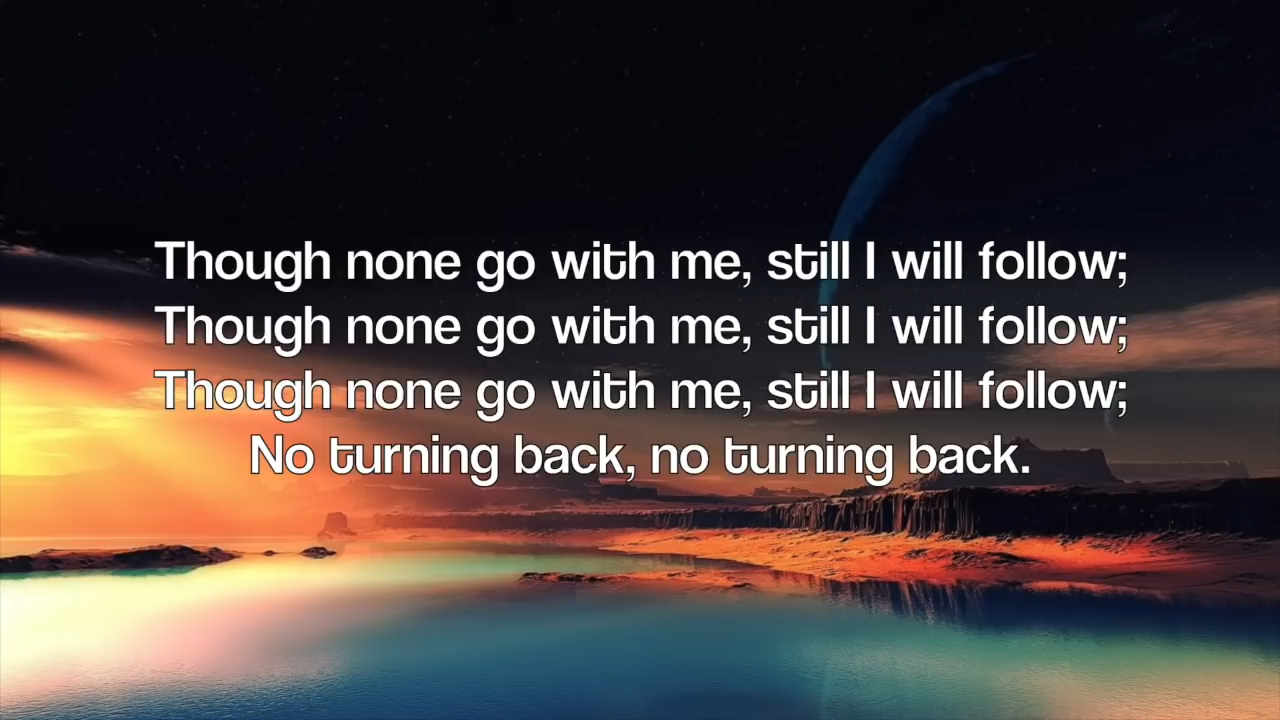 Though none go with me, still I will follow;
Though none go with me, still I will follow;
Though none go with me, still I will follow;
No turning back, no turning back.